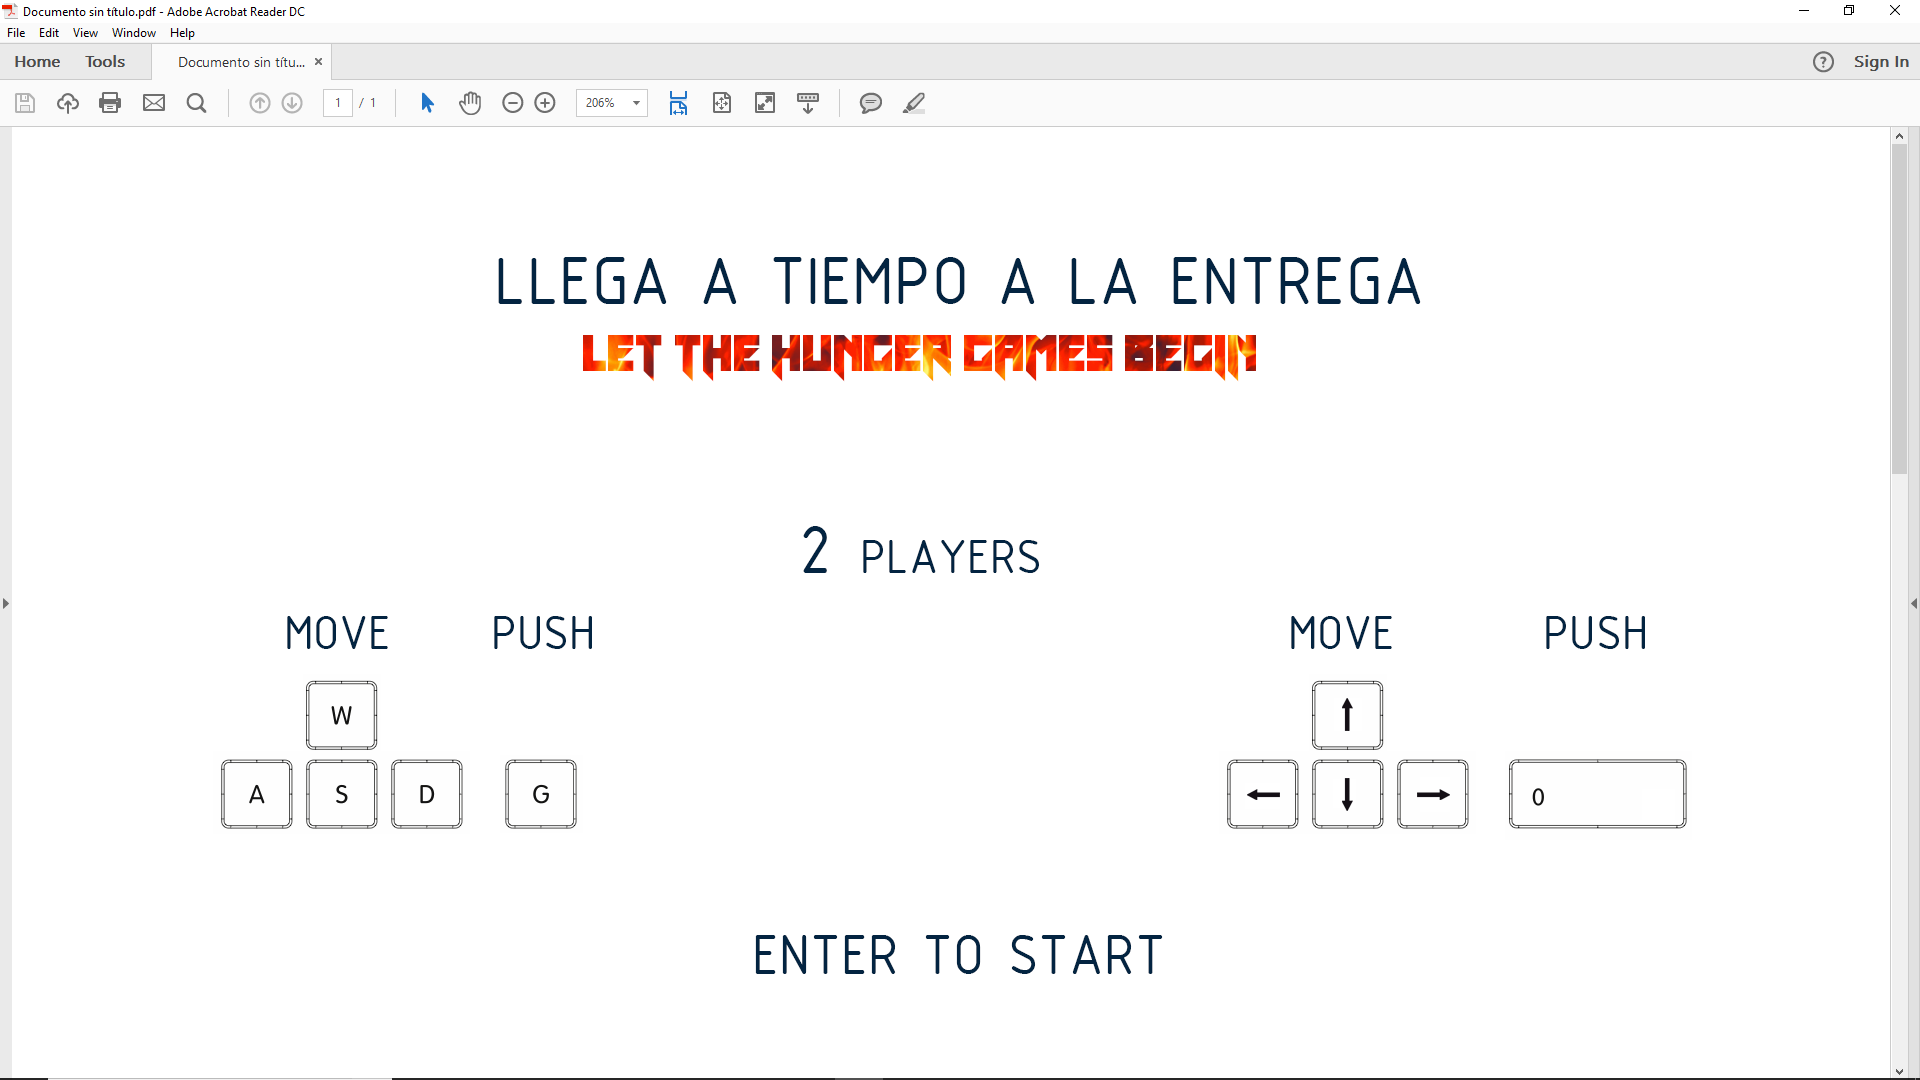 Documento sin título.pdf - Adobe Acrobat Reader DC
File Edit View Window Help
Home Tools Documento sin títu... × Sign In
1 / 1 206%
LLEGA A TIEMPO A LA ENTREGA
LET THE HUNGER GAMES BEGIN
2 PLAYERS
MOVE PUSH MOVE PUSH
W ↑
A S D G ← ↓ → 0
ENTER TO START